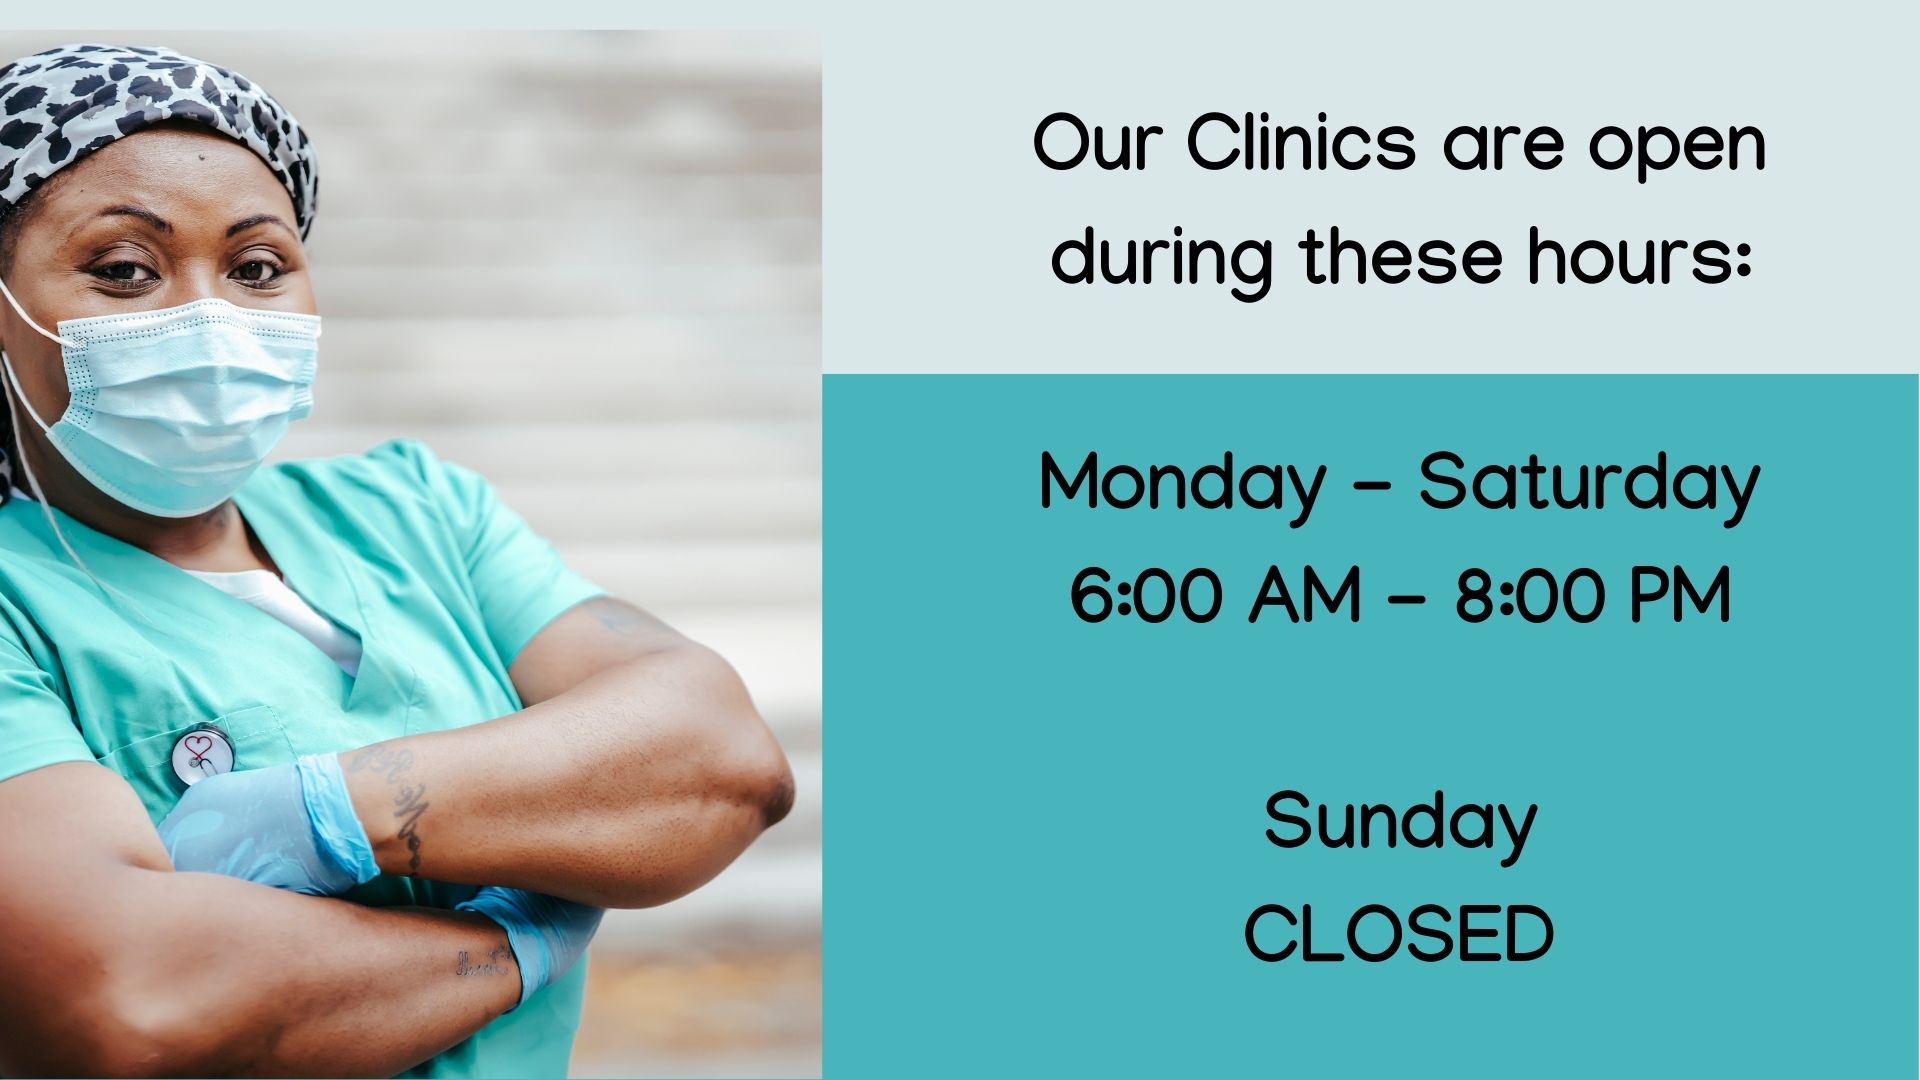 Our Clinics are open
during these hours:
Monday - Saturday
6:00 AM - 8:00 PM
Sunday
CLOSED